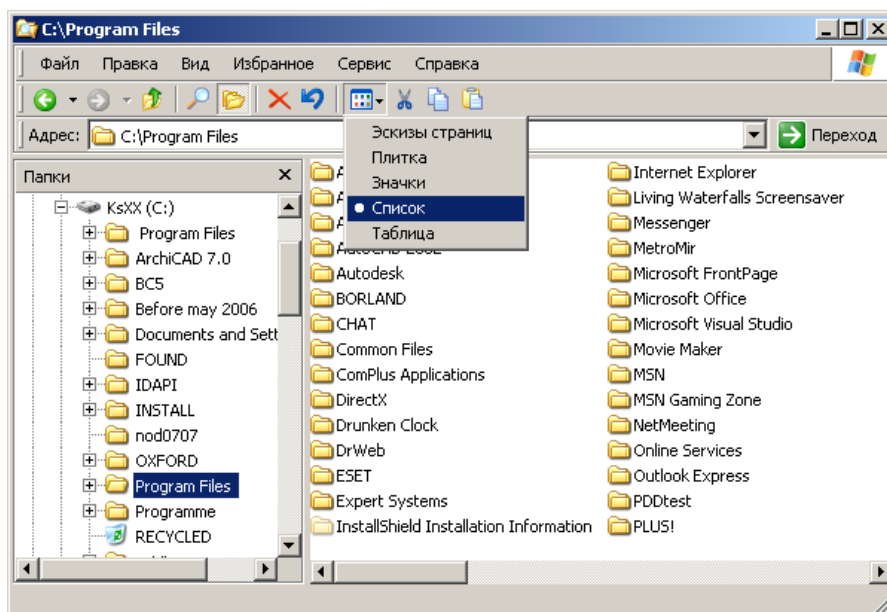 C:\Program Files
Файл Правка Вид Избранное Сервис Справка
Адрес: C:\Program Files Переход
Папки
KsXX (C:)
Program Files
ArchiCAD 7.0
BC5
Before may 2006
Documents and Sett
FOUND
IDAPI
INSTALL
nod0707
OXFORD
Program Files
Programme
RECYCLED
Эскизы страниц
Плитка
Значки
Список
Таблица
Autodesk
BORLAND
CHAT
Common Files
ComPlus Applications
DirectX
Drunken Clock
DrWeb
ESET
Expert Systems
InstallShield Installation Information
Internet Explorer
Living Waterfalls Screensaver
Messenger
MetroMir
Microsoft FrontPage
Microsoft Office
Microsoft Visual Studio
Movie Maker
MSN
MSN Gaming Zone
NetMeeting
Online Services
Outlook Express
PDDtest
PLUS!